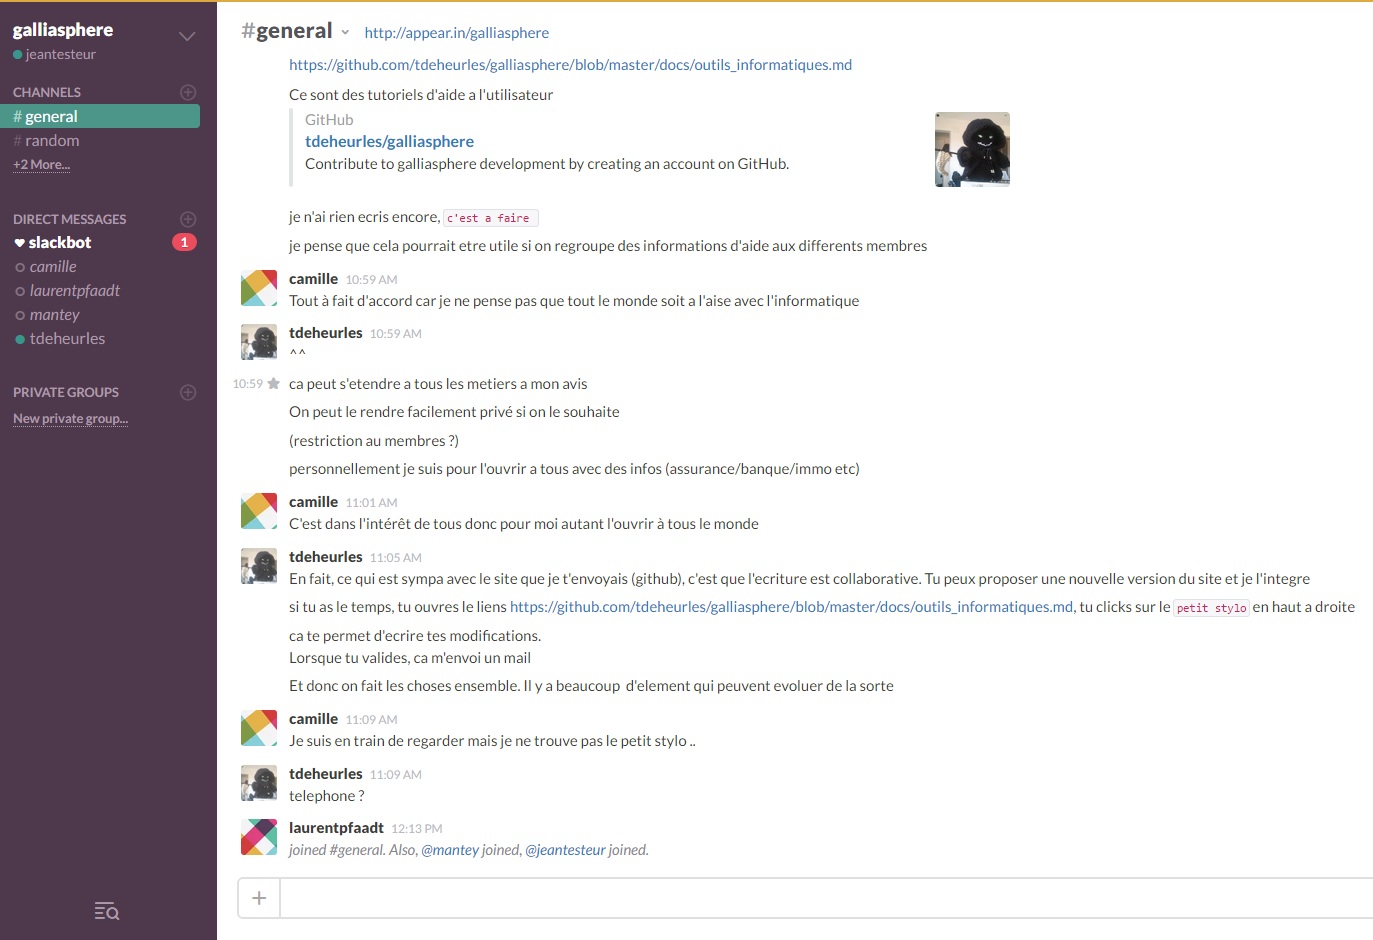 galliasphere
jeantesteur
CHANNELS
# general
# random
+2 More...
DIRECT MESSAGES
slackbot
1
camille
laurentpfaadt
mantey
tdeheurles
PRIVATE GROUPS
New private group...
#general
http://appear.in/galliasphere
https://github.com/tdeheurles/galliasphere/blob/master/docs/outils_informatiques.md
Ce sont des tutoriels d'aide a l'utilisateur
GitHub
tdeheurles/galliasphere
Contribute to galliasphere development by creating an account on GitHub.
je n'ai rien ecris encore, c'est a faire
je pense que cela pourrait etre utile si on regroupe des informations d'aide aux differents membres
camille 10:59 AM
Tout à fait d'accord car je ne pense pas que tout le monde soit a l'aise avec l'informatique
tdeheurles 10:59 AM
^^
10:59 ca peut s'etendre a tous les metiers a mon avis
On peut le rendre facilement privé si on le souhaite
(restriction au membres ?)
personnellement je suis pour l'ouvrir a tous avec des infos (assurance/banque/immo etc)
camille 11:01 AM
C'est dans l'intérêt de tous donc pour moi autant l'ouvrir à tous le monde
tdeheurles 11:05 AM
En fait, ce qui est sympa avec le site que je t'envoyais (github), c'est que l'ecriture est collaborative. Tu peux proposer une nouvelle version du site et je l'integre
si tu as le temps, tu ouvres le liens https://github.com/tdeheurles/galliasphere/blob/master/docs/outils_informatiques.md, tu clicks sur le petit stylo en haut a droite
ca te permet d'ecrire tes modifications.
Lorsque tu valides, ca m'envoi un mail
Et donc on fait les choses ensemble. Il y a beaucoup d'element qui peuvent evoluer de la sorte
camille 11:09 AM
Je suis en train de regarder mais je ne trouve pas le petit stylo ..
tdeheurles 11:09 AM
telephone ?
laurentpfaadt 12:13 PM
joined #general. Also, @mantey joined, @jeantesteur joined.